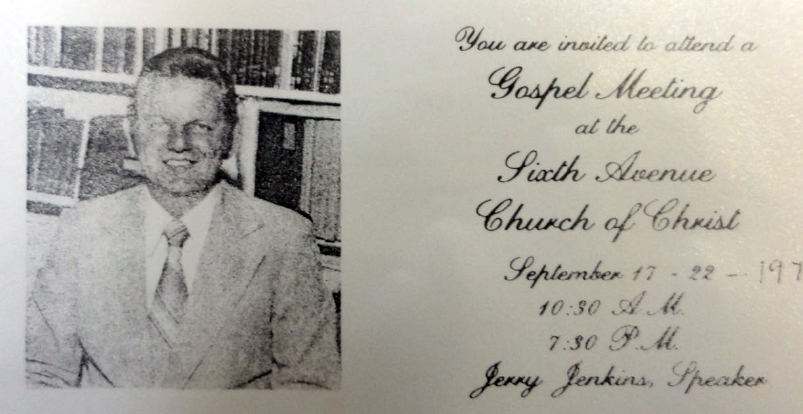 You are invited to attend a
Gospel Meeting
at the
Sixth Avenue
Church of Christ
September 17 - 22 - 197
10:30 A.M.
7:30 P.M.
Jerry Jenkins, Speaker